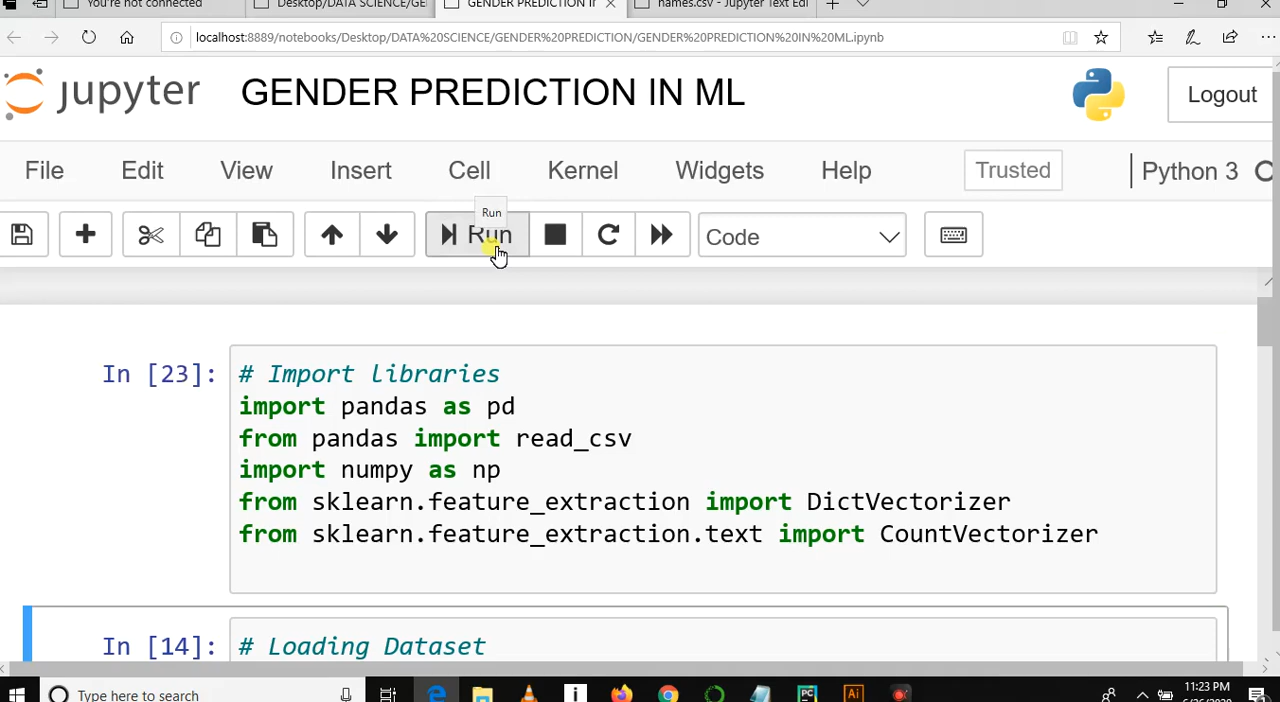 You're not connected
Desktop/DATA SCIENCE/GE
GENDER PREDICTION IN
names.csv - Jupyter Text Edi
localhost:8889/notebooks/Desktop/DATA%20SCIENCE/GENDER%20PREDICTION/GENDER%20PREDICTION%20IN%20ML.ipynb
jupyter GENDER PREDICTION IN ML Logout
File Edit View Insert Cell Kernel Widgets Help Trusted Python 3
Run
Run Code
In [23]: # Import libraries
import pandas as pd
from pandas import read_csv
import numpy as np
from sklearn.feature_extraction import DictVectorizer
from sklearn.feature_extraction.text import CountVectorizer
In [14]: # Loading Dataset
Type here to search
11:23 PM